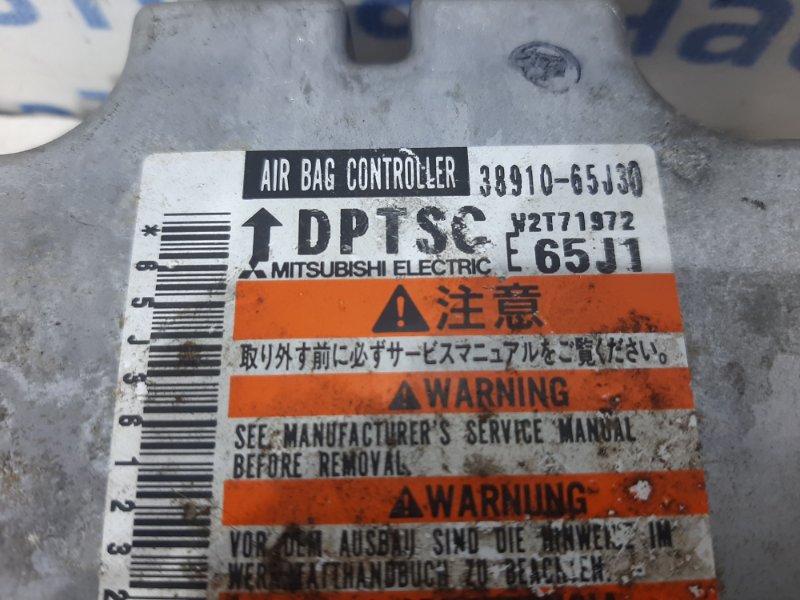 AIR BAG CONTROLLER 38910-65J30
DPTSC W2T71972
MITSUBISHI ELECTRIC E 65J1
注意
取り外す前に必ずサービスマニュアルをご覧ください。
WARNING
SEE MANUFACTURER'S SERVICE MANUAL
BEFORE REMOVAL.
WARNUNG
VOR DEM AUSBAU SIND DIE HINWEISE IM
WERKSTATTHANDBUCH ZU BEACHTEN.
*65J361232